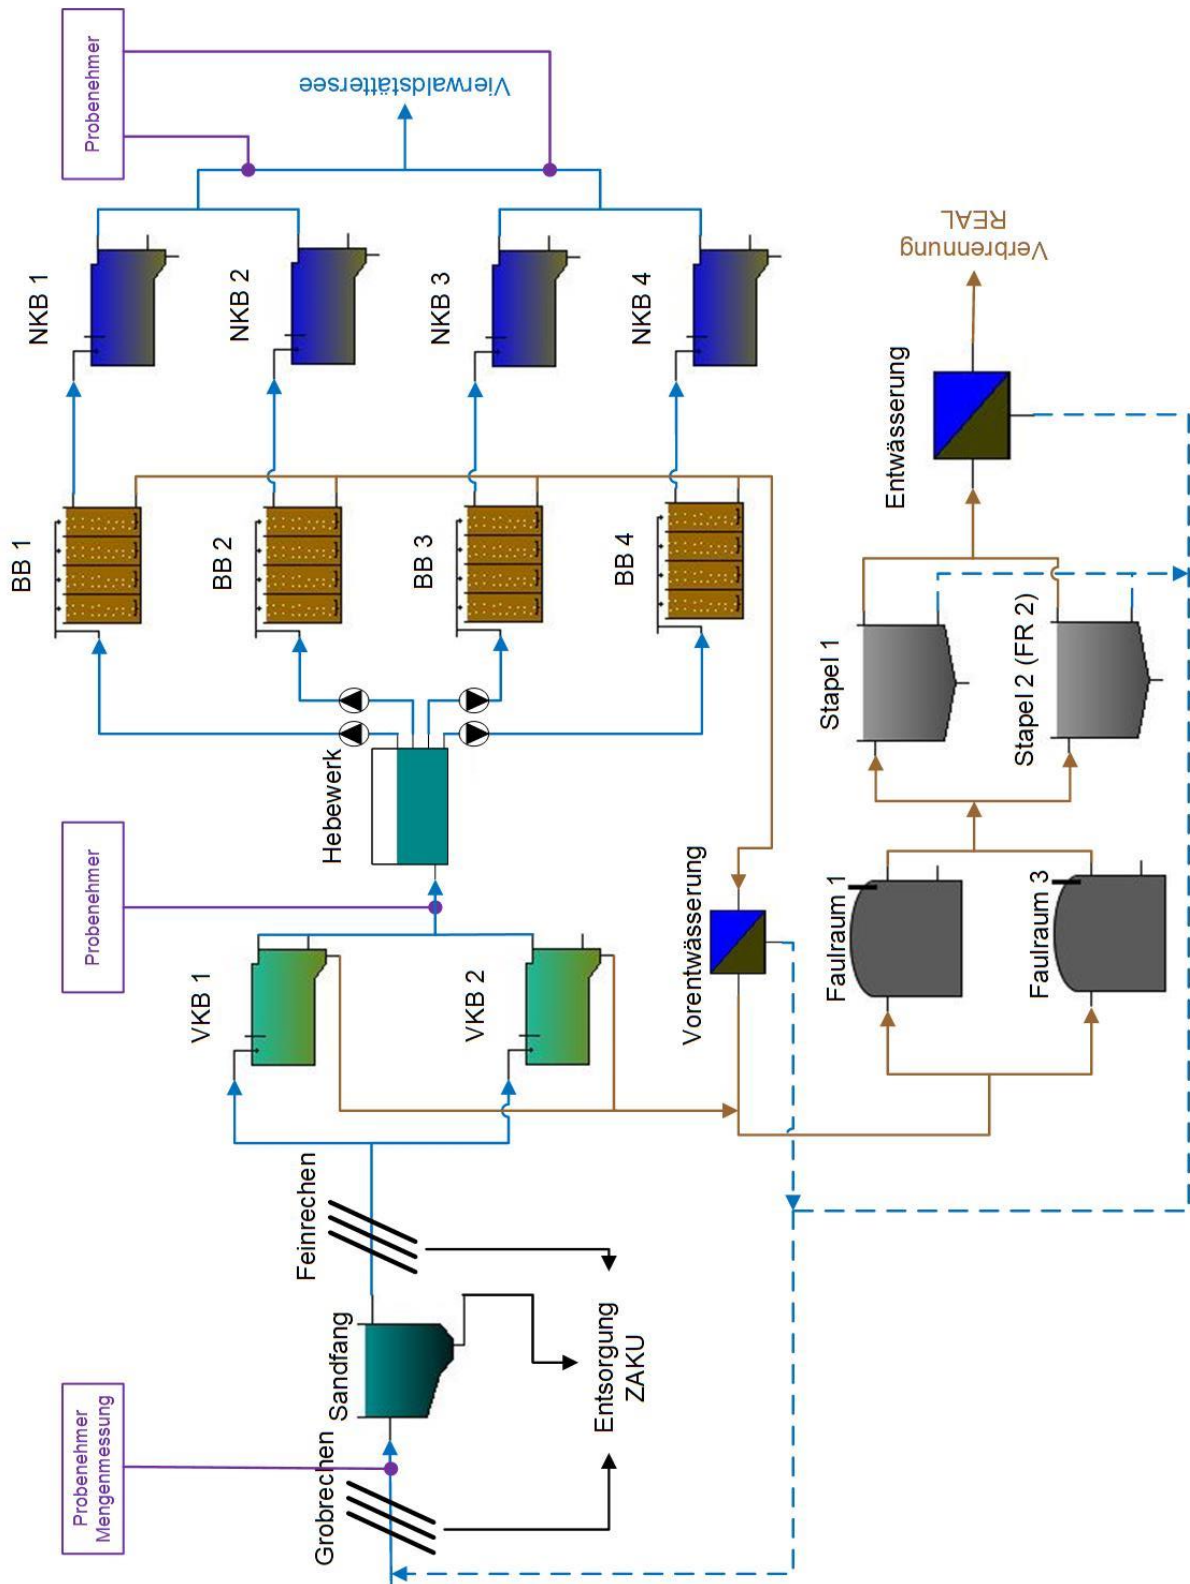 Probenehmer
Mengenmessung
Probenehmer
Probenehmer
Grobrechen
Sandfang
Feinrechen
Entsorgung
ZAKU
VKB 1
VKB 2
Hebewerk
BB 1
BB 2
BB 3
BB 4
NKB 1
NKB 2
NKB 3
NKB 4
Vierwaldstättersee
Vorentwässerung
Faulraum 1
Faulraum 3
Stapel 1
Stapel 2 (FR 2)
Entwässerung
Verbrennung
REAL